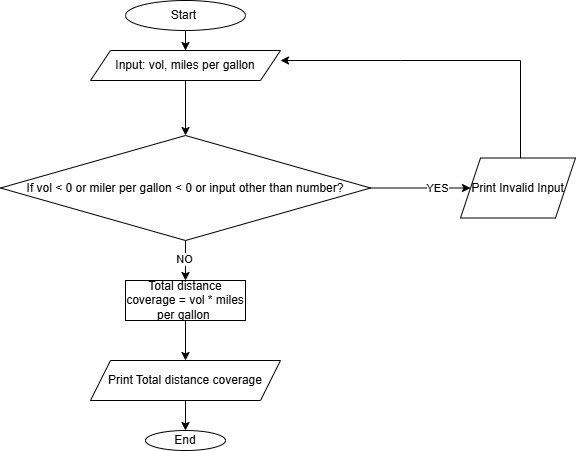 Start
Input: vol, miles per gallon
If vol < 0 or miler per gallon < 0 or input other than number?
YES
Print Invalid Input
NO
Total distance
coverage = vol * miles
per gallon
Print Total distance coverage
End